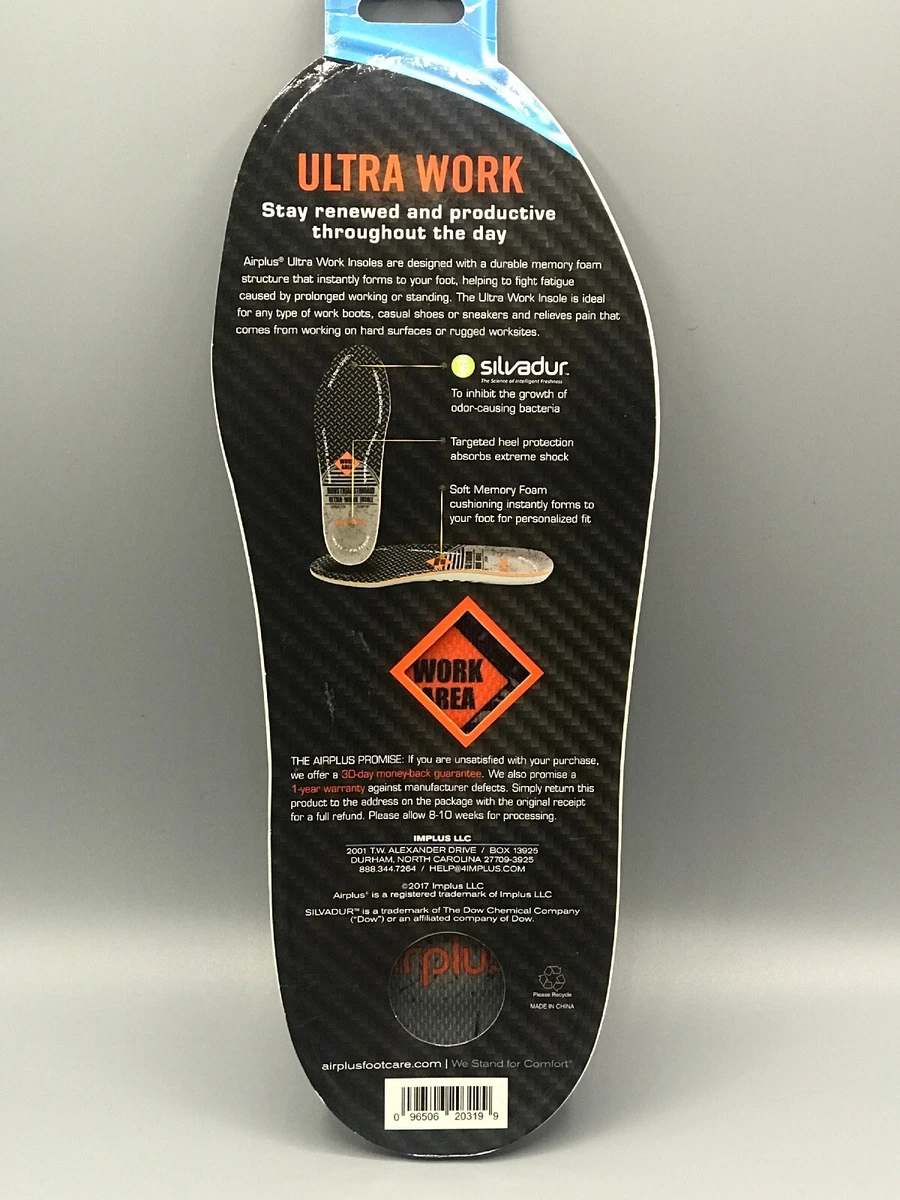 ULTRA WORK
Stay renewed and productive
throughout the day
Airplus® Ultra Work Insoles are designed with a durable memory foam
structure that instantly forms to your foot, helping to fight fatigue
caused by prolonged working or standing. The Ultra Work Insole is ideal
for any type of work boots, casual shoes or sneakers and relieves pain that
comes from working on hard surfaces or rugged worksites.
silvadur™
The Science of Intelligent Freshness
To inhibit the growth of
odor-causing bacteria
Targeted heel protection
absorbs extreme shock
WORK
AREA
Soft Memory Foam
cushioning instantly forms to
your foot for personalized fit
WORK
AREA
THE AIRPLUS PROMISE: If you are unsatisfied with your purchase,
we offer a 30-day money-back guarantee. We also promise a
1-year warranty against manufacturer defects. Simply return this
product to the address on the package with the original receipt
for a full refund. Please allow 8-10 weeks for processing.
IMPLUS LLC
2001 T.W. ALEXANDER DRIVE / BOX 13925
DURHAM, NORTH CAROLINA 27709-3925
888.344.7264 / HELP@4IMPLUS.COM
©2017 Implus LLC
Airplus® is a registered trademark of Implus LLC
SILVADUR™ is a trademark of The Dow Chemical Company
("Dow") or an affiliated company of Dow.
rplus
Please Recycle
MADE IN CHINA
airplusfootcare.com | We Stand for Comfort®
0 96506 20319 9